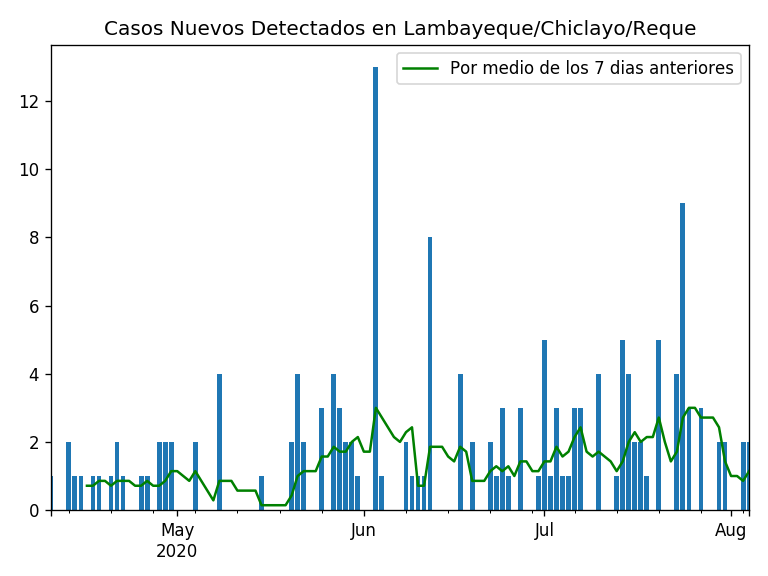 Casos Nuevos Detectados en Lambayeque/Chiclayo/Reque
Por medio de los 7 dias anteriores
12
10
8
6
4
2
0
May
2020
Jun
Jul
Aug